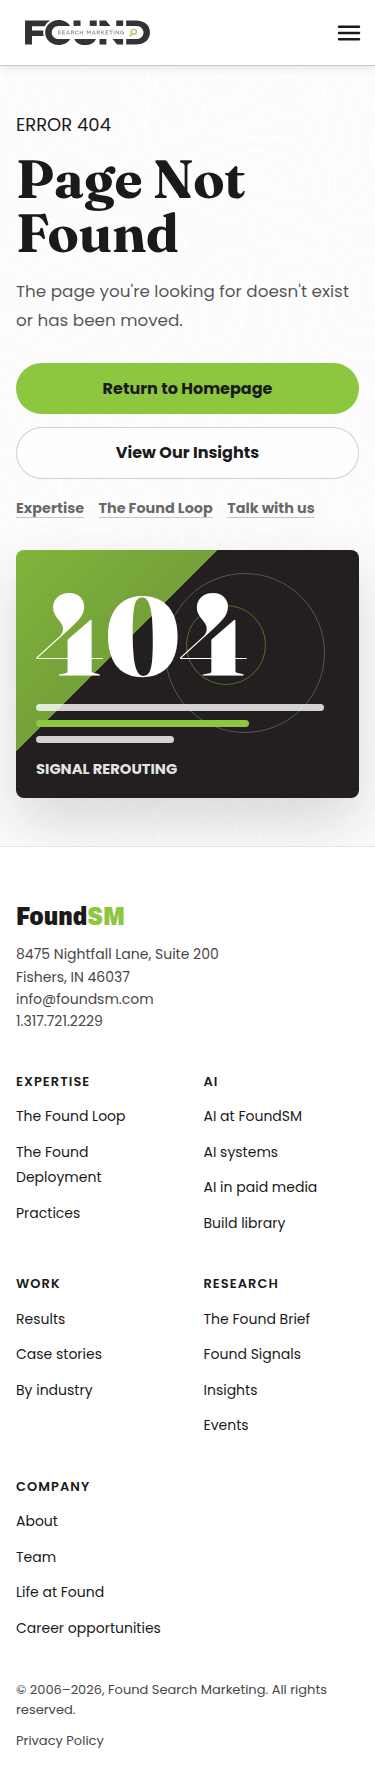 FOUND
SEARCH MARKETING
ERROR 404
Page Not
Found
The page you're looking for doesn't exist
or has been moved.
Return to Homepage
View Our Insights
Expertise The Found Loop Talk with us
404
SIGNAL REROUTING
FoundSM
8475 Nightfall Lane, Suite 200
Fishers, IN 46037
info@foundsm.com
1.317.721.2229
EXPERTISE
The Found Loop
The Found
Deployment
Practices
AI
AI at FoundSM
AI systems
AI in paid media
Build library
WORK
Results
Case stories
By industry
RESEARCH
The Found Brief
Found Signals
Insights
Events
COMPANY
About
Team
Life at Found
Career opportunities
© 2006–2026, Found Search Marketing. All rights
reserved.
Privacy Policy